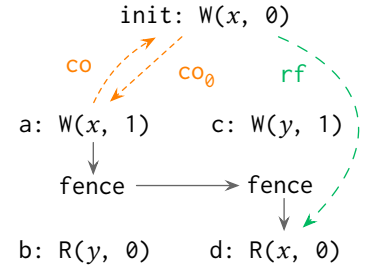 init: W(x, 0)
co co₀ rf
a: W(x, 1) c: W(y, 1)
fence fence
b: R(y, 0) d: R(x, 0)